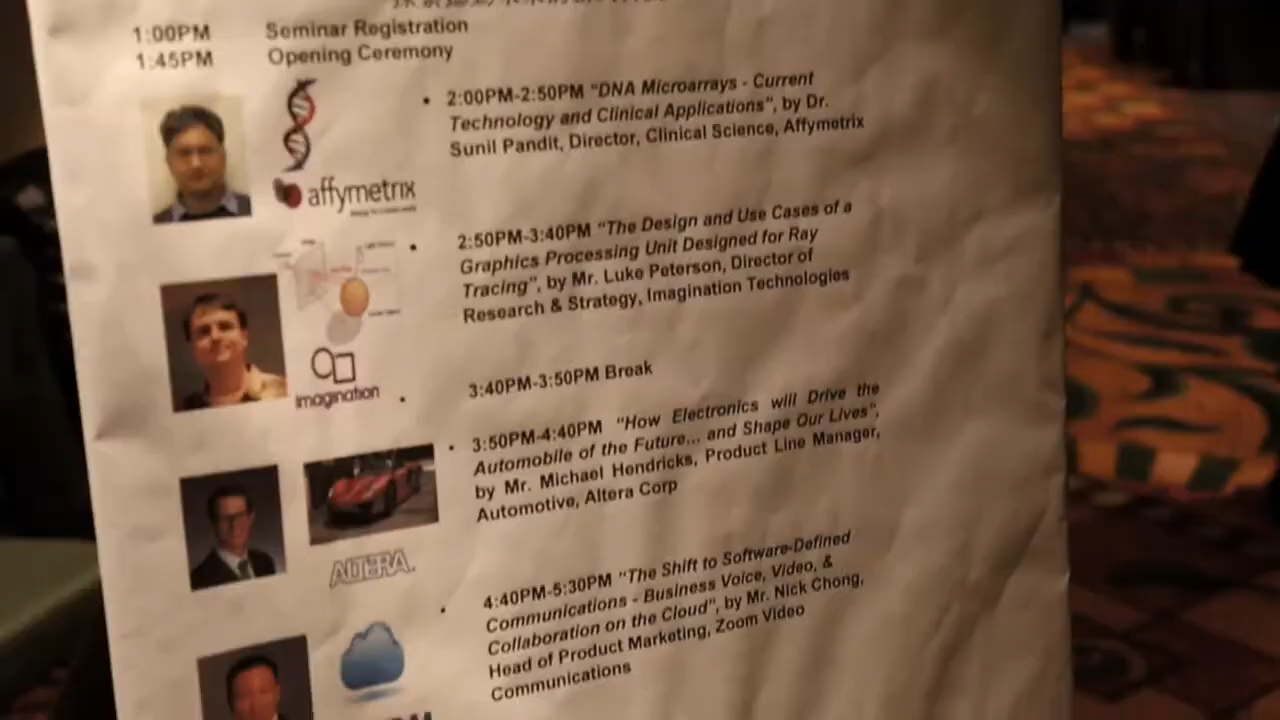 1:00PM Seminar Registration
1:45PM Opening Ceremony
• 2:00PM-2:50PM "DNA Microarrays - Current
Technology and Clinical Applications", by Dr.
Sunil Pandit, Director, Clinical Science, Affymetrix
affymetrix
• 2:50PM-3:40PM "The Design and Use Cases of a
Graphics Processing Unit Designed for Ray
Tracing", by Mr. Luke Peterson, Director of
Research & Strategy, Imagination Technologies
imagination
• 3:40PM-3:50PM Break
• 3:50PM-4:40PM "How Electronics will Drive the
Automobile of the Future... and Shape Our Lives",
by Mr. Michael Hendricks, Product Line Manager,
Automotive, Altera Corp
ALTERA
• 4:40PM-5:30PM "The Shift to Software-Defined
Communications - Business Voice, Video, &
Collaboration on the Cloud", by Mr. Nick Chong,
Head of Product Marketing, Zoom Video
Communications